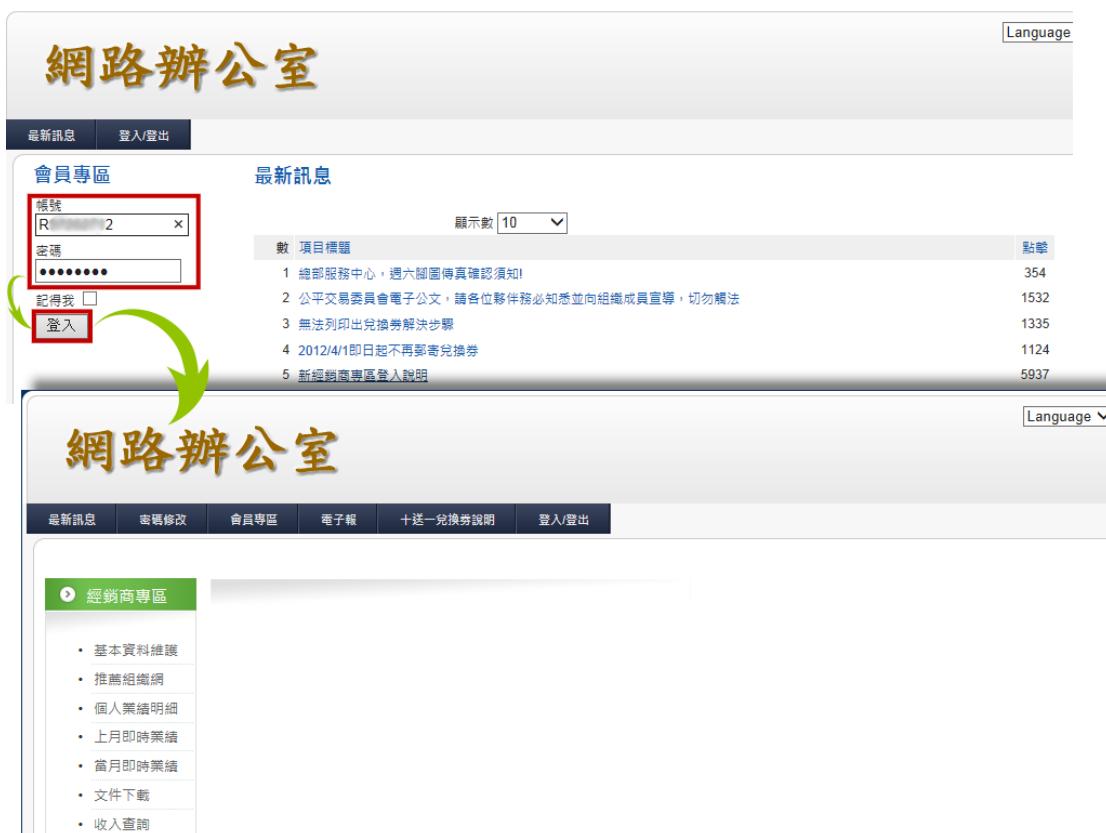 Language
網路辦公室
最新訊息 登入/登出
會員專區
最新訊息
帳號
R 2 ×
密碼
●●●●●●●●
記得我
登入
顯示數 10
數 項目標題 點擊
1 總部服務中心，週六腳圖傳真確認須知! 354
2 公平交易委員會電子公文，請各位夥伴務必知悉並向組織成員宣導，切勿觸法 1532
3 無法列印出兌換券解決步驟 1335
4 2012/4/1即日起不再郵寄兌換券 1124
5 新經銷商專區登入說明 5937
Language
網路辦公室
最新訊息 密碼修改 會員專區 電子報 十送一兌換券說明 登入/登出
經銷商專區
• 基本資料維護
• 推薦組織網
• 個人業績明細
• 上月即時業績
• 當月即時業績
• 文件下載
• 收入查詢